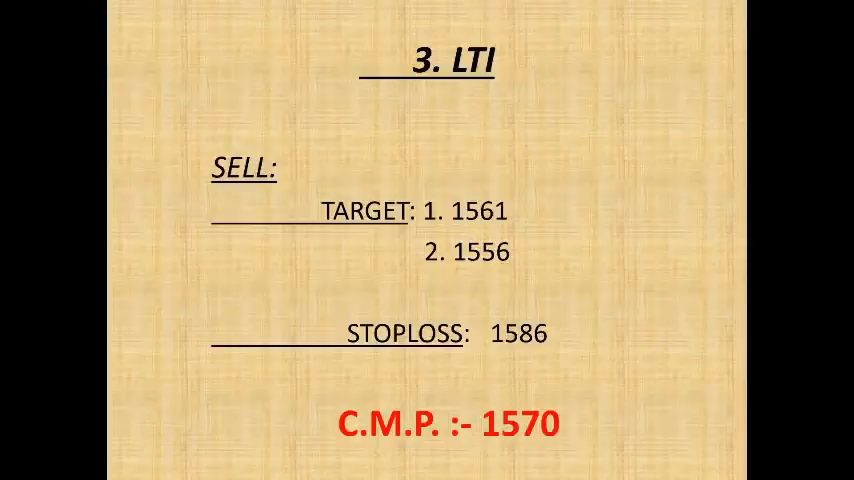 3. LTI
SELL:
TARGET: 1. 1561
2. 1556
STOPLOSS: 1586
C.M.P. :- 1570